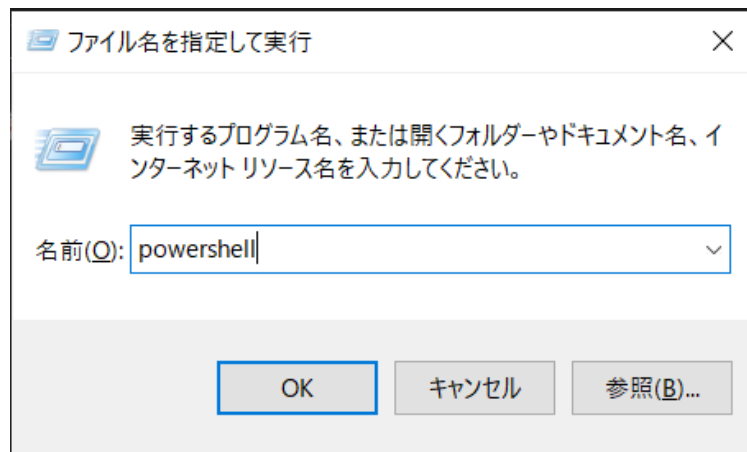 ファイル名を指定して実行
実行するプログラム名、または開くフォルダーやドキュメント名、イ
ンターネット リソース名を入力してください。
名前(O): powershell
OK キャンセル 参照(B)...